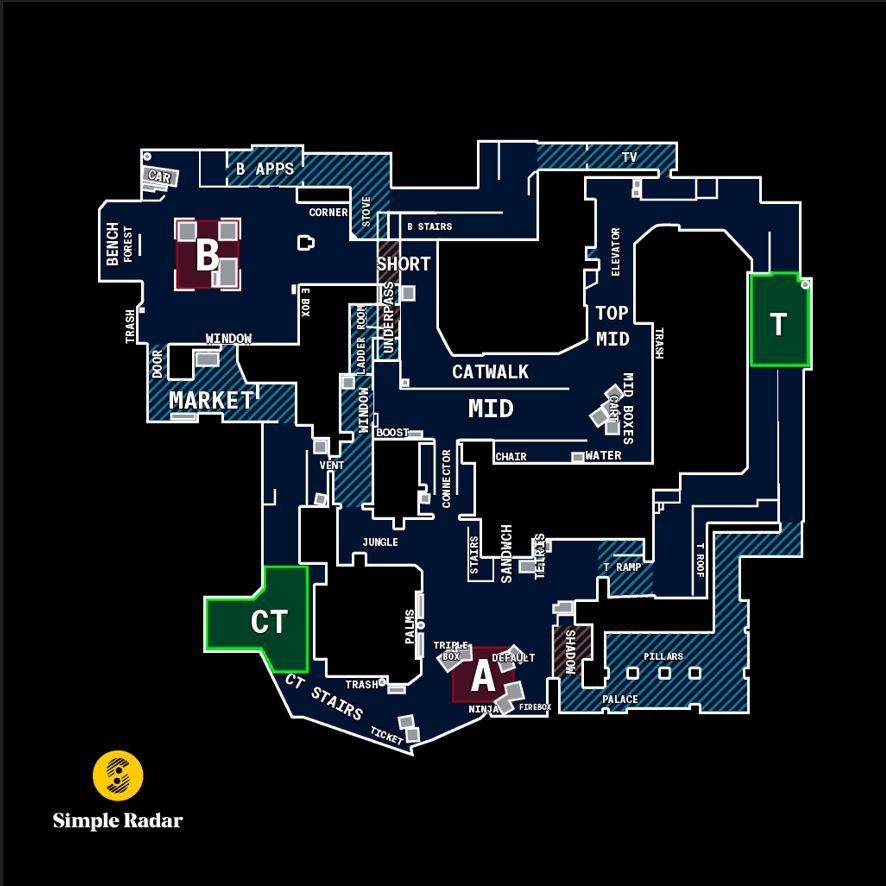 TV
B APPS
CAR
STOVE
CORNER
B STAIRS
BENCH
FOREST
B
ELEVATOR
SHORT
E BOX
T
TOP
MID
TRASH
WINDOW
UNDERPASS
LADDER ROOM
TRASH
DOOR
CATWALK
MARKET
MID
WINDOW
MID BOXES
CART
BOOST
CHAIR
WATER
VENT
CONNECTOR
JUNGLE
STAIRS
SANDWCH
TETRIS
T RAMP
T ROOF
CT
PALMS
TRIPLE
BOX
DEFAULT
A
SHADOW
PILLARS
TRASH
CT STAIRS
PALACE
NINJA
FIREBOX
TICKET
Simple Radar